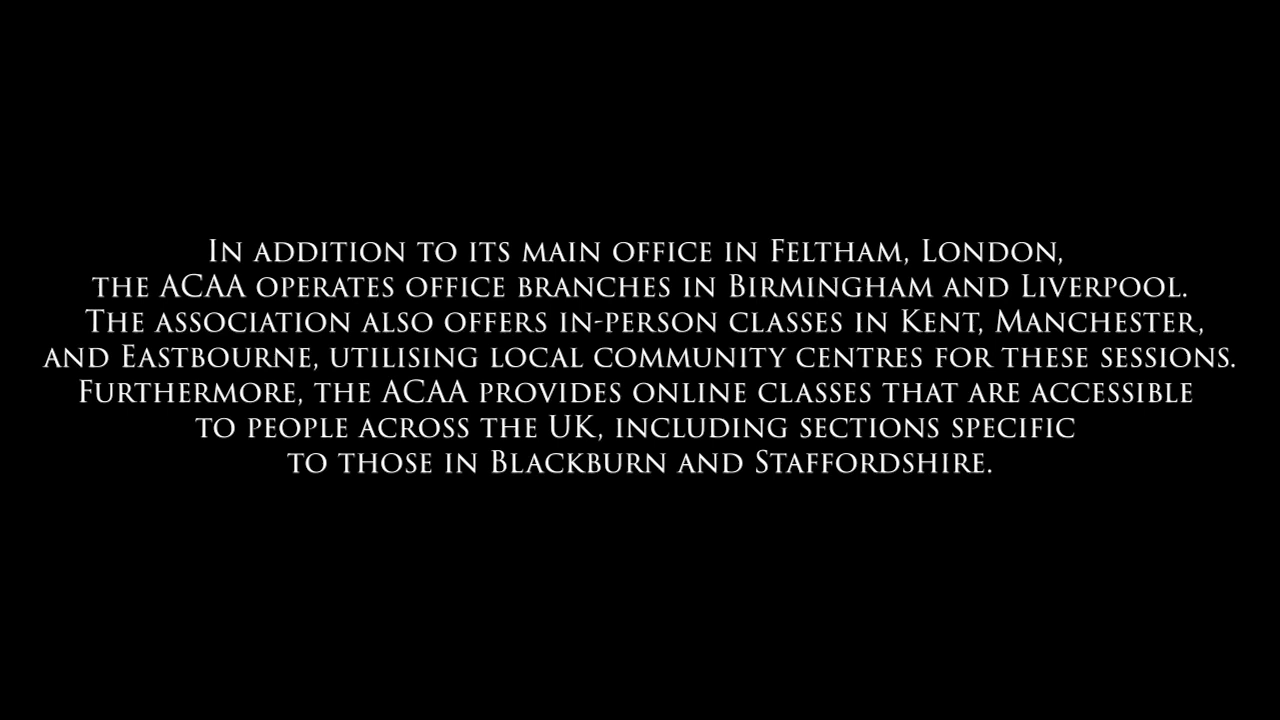 In addition to its main office in Feltham, London,
the ACAA operates office branches in Birmingham and Liverpool.
The association also offers in-person classes in Kent, Manchester,
and Eastbourne, utilising local community centres for these sessions.
Furthermore, the ACAA provides online classes that are accessible
to people across the UK, including sections specific
to those in Blackburn and Staffordshire.